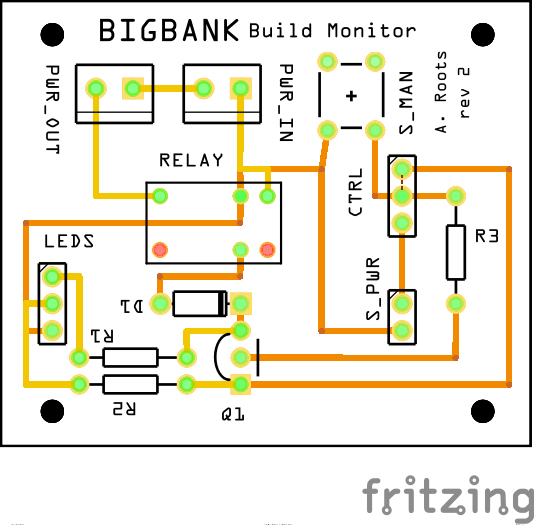 BIGBANK Build Monitor
A. Roots
rev 2
PWR_OUT
PWR_IN
S_MAN
RELAY
CTRL
LEDS
R3
S_PWR
D1
R1
R2
Q1
fritzing